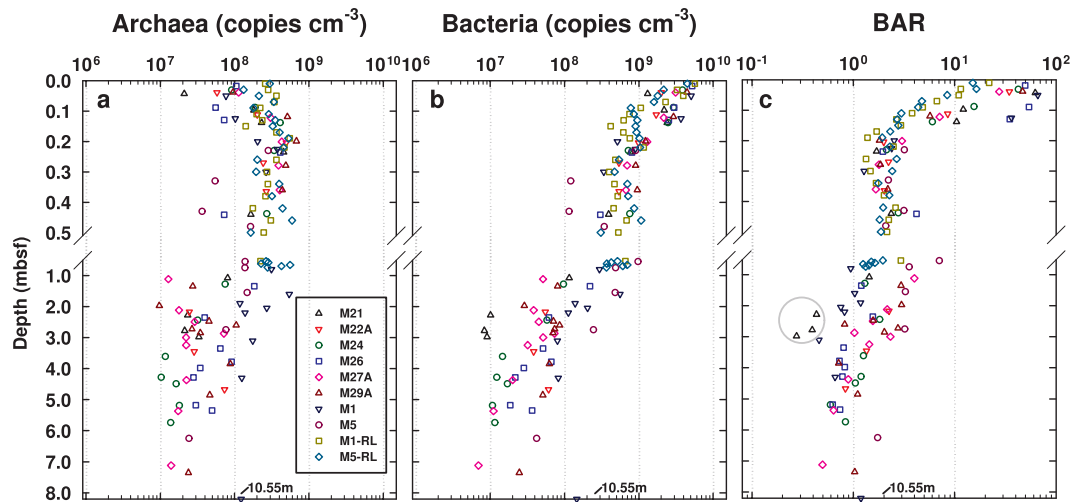 Archaea (copies cm-3)
Bacteria (copies cm-3)
BAR
10^6 10^7 10^8 10^9 10^10
10^6 10^7 10^8 10^9 10^10
10^-1 10^0 10^1 10^2
a
b
c
Depth (mbsf)
0.0
0.1
0.2
0.3
0.4
0.5
1.0
2.0
3.0
4.0
5.0
6.0
7.0
8.0
M21
M22A
M24
M26
M27A
M29A
M1
M5
M1-RL
M5-RL
10.55m
10.55m
10.55m